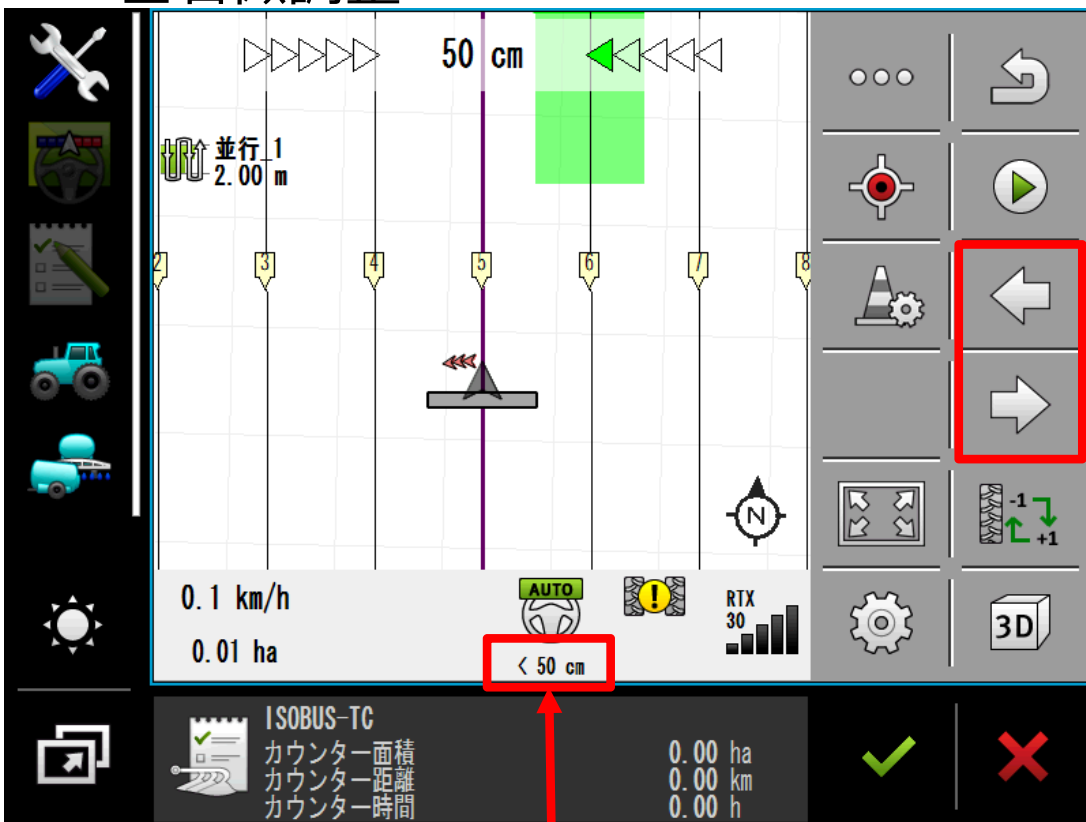 50 cm
並行_1
2.00 m
2 3 4 5 6 7 8
N
-1
+1
0.1 km/h
AUTO
RTX
30
3D
0.01 ha
< 50 cm
ISOBUS-TC
カウンター面積 0.00 ha
カウンター距離 0.00 km
カウンター時間 0.00 h